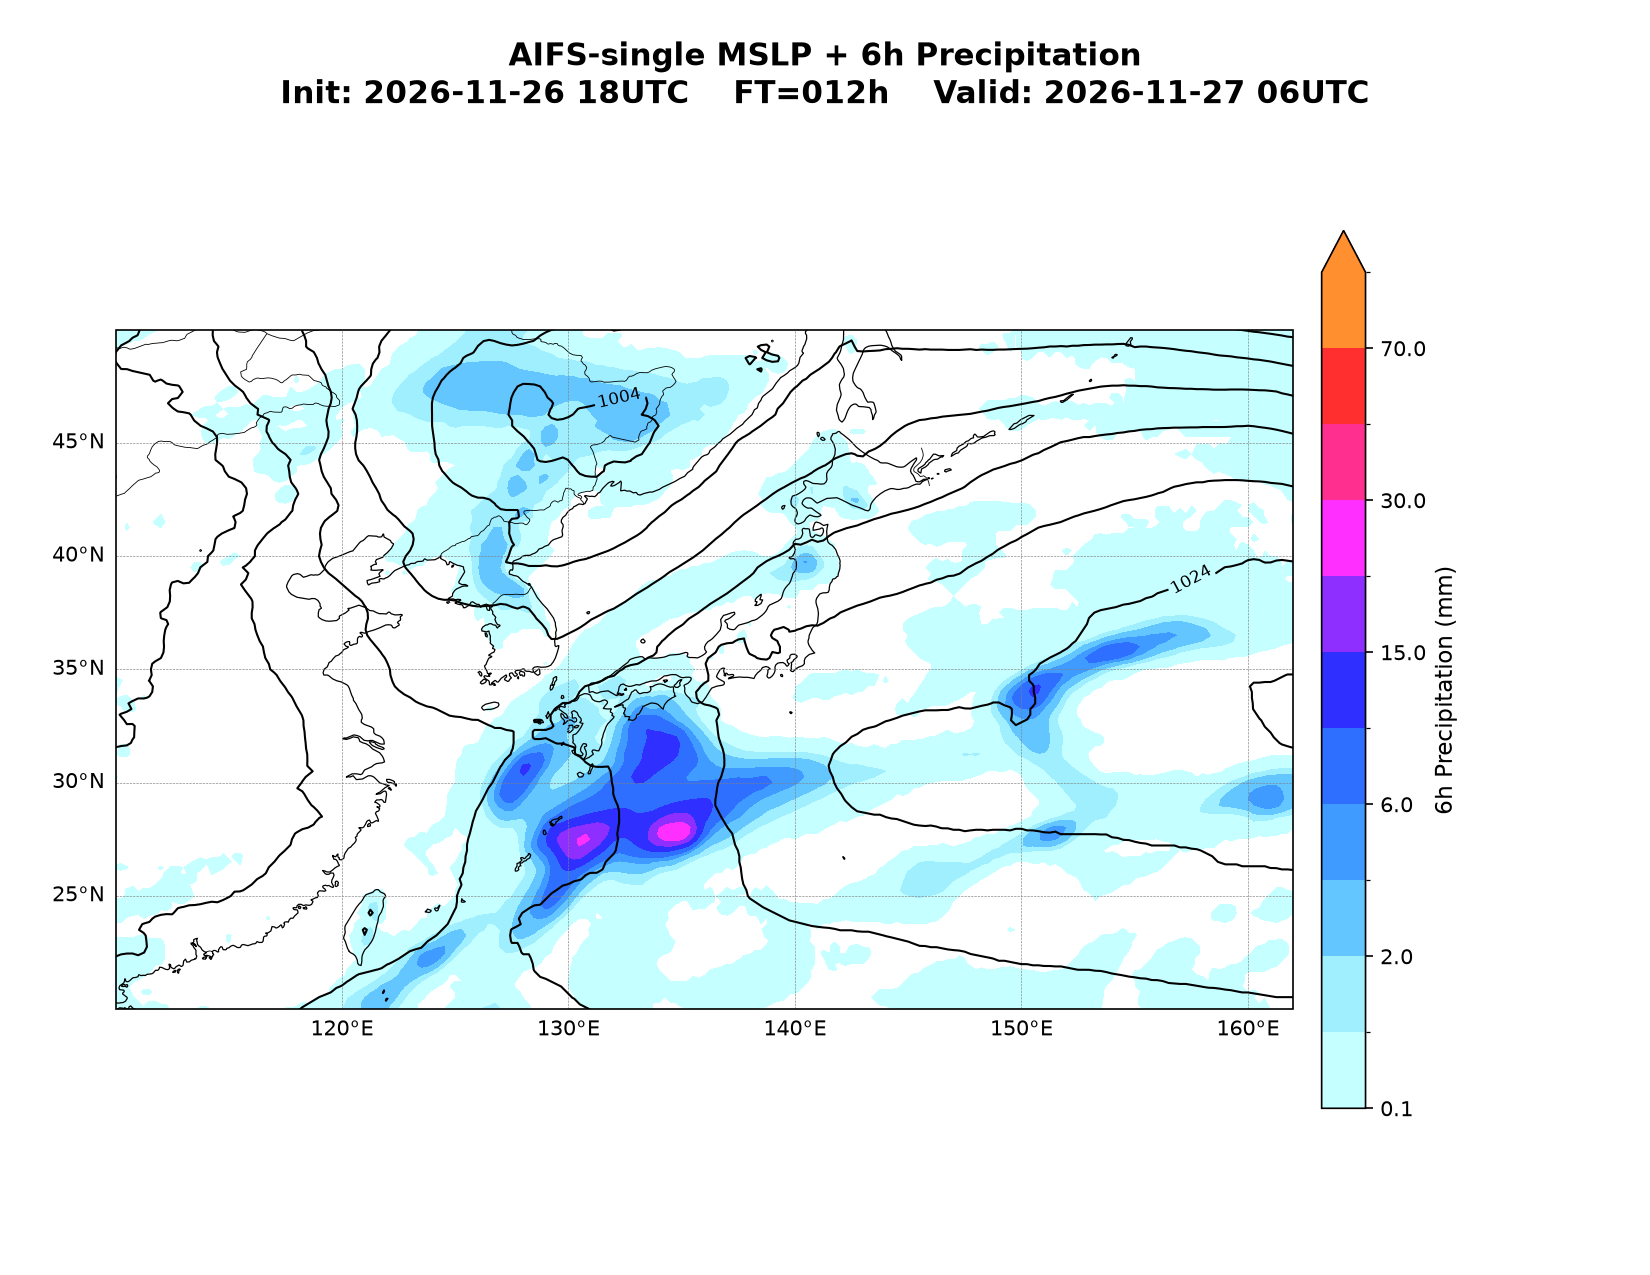 AIFS-single MSLP + 6h Precipitation
Init: 2026-11-26 18UTC    FT=012h    Valid: 2026-11-27 06UTC
70.0
30.0
15.0
6.0
2.0
0.1
6h Precipitation (mm)
45°N
40°N
35°N
30°N
25°N
1004
1024
120°E
130°E
140°E
150°E
160°E